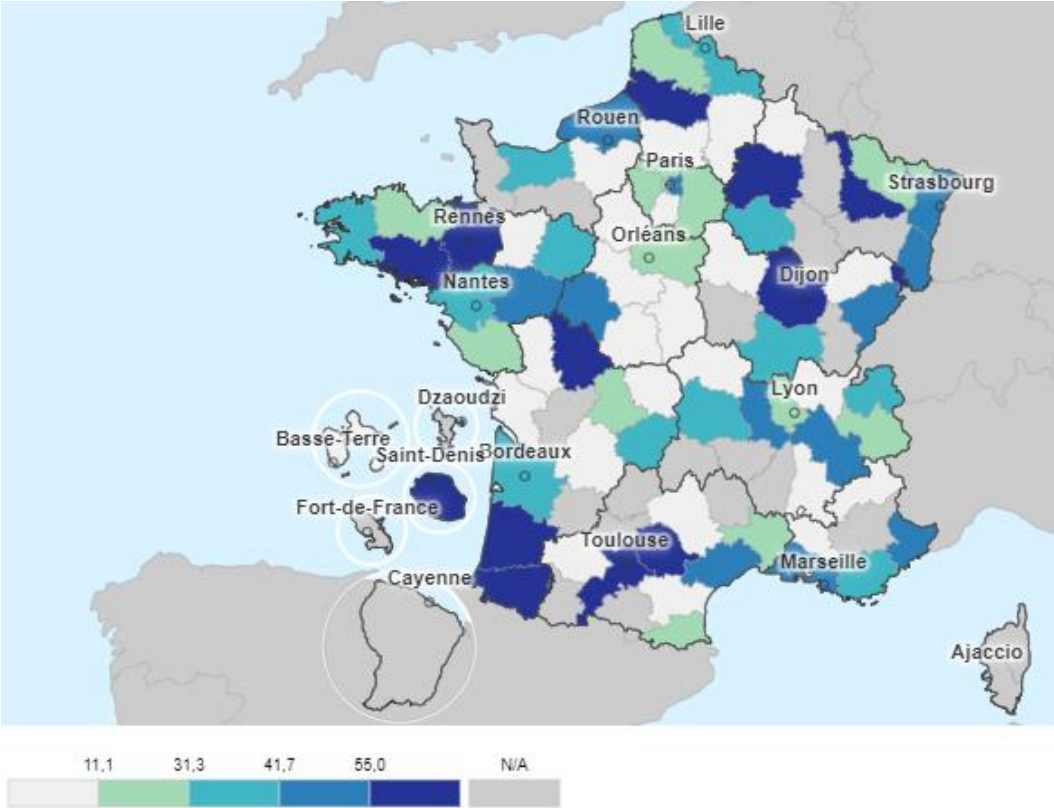 Lille
Rouen
Paris
Strasbourg
Rennes
Orléans
Dijon
Nantes
Lyon
Dzaoudzi
Basse-Terre
Saint-Denis
Bordeaux
Fort-de-France
Toulouse
Marseille
Cayenne
Ajaccio
11,1 31,3 41,7 55,0 N/A